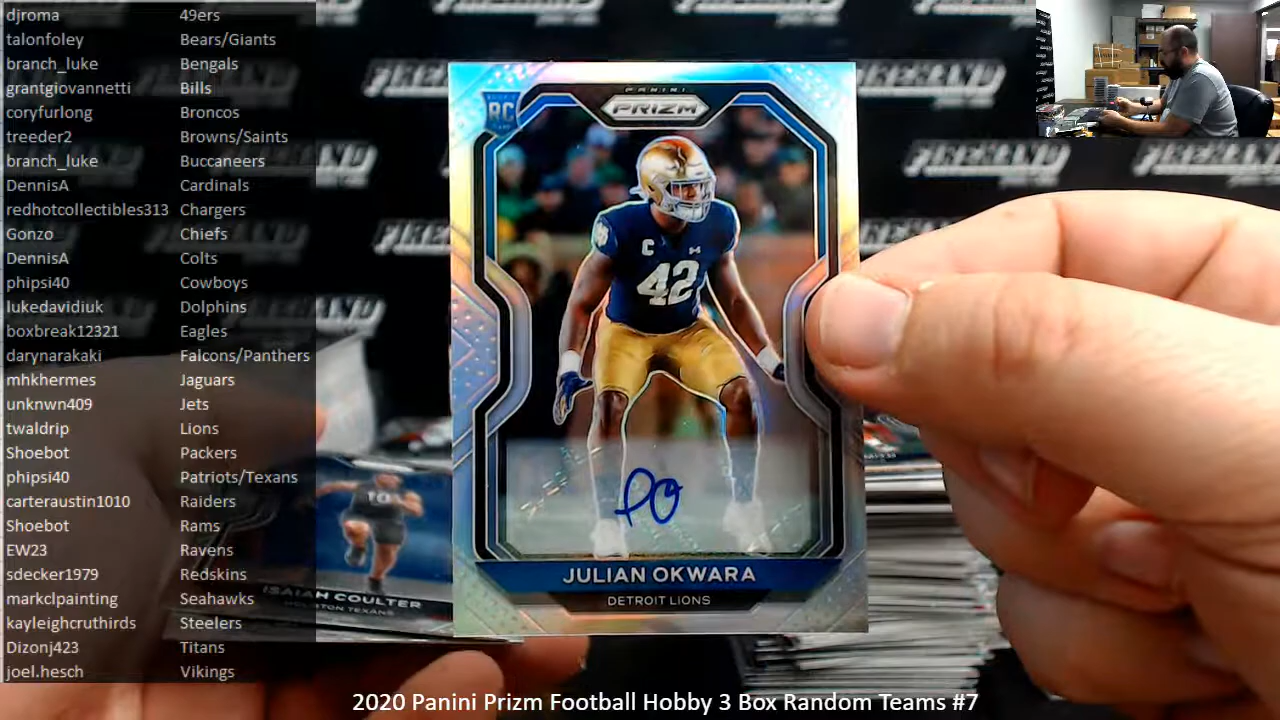 djroma 49ers
talonfoley Bears/Giants
branch_luke Bengals
grantgiovannetti Bills
coryfurlong Broncos
treeder2 Browns/Saints
branch_luke Buccaneers
DennisA Cardinals
redhotcollectibles313 Chargers
Gonzo Chiefs
DennisA Colts
phipsi40 Cowboys
lukedavidiuk Dolphins
boxbreak12321 Eagles
darynarakaki Falcons/Panthers
mhkhermes Jaguars
unknwn409 Jets
twaldrip Lions
Shoebot Packers
phipsi40 Patriots/Texans
carteraustin1010 Raiders
Shoebot Rams
EW23 Ravens
sdecker1979 Redskins
markclpainting Seahawks
kayleighcruthirds Steelers
Dizonj423 Titans
joel.hesch Vikings
PANINI
PRIZM
RC
C
42
JULIAN OKWARA
DETROIT LIONS
ISAIAH COULTER
HOUSTON TEXANS
FIREHAND
2020 Panini Prizm Football Hobby 3 Box Random Teams #7